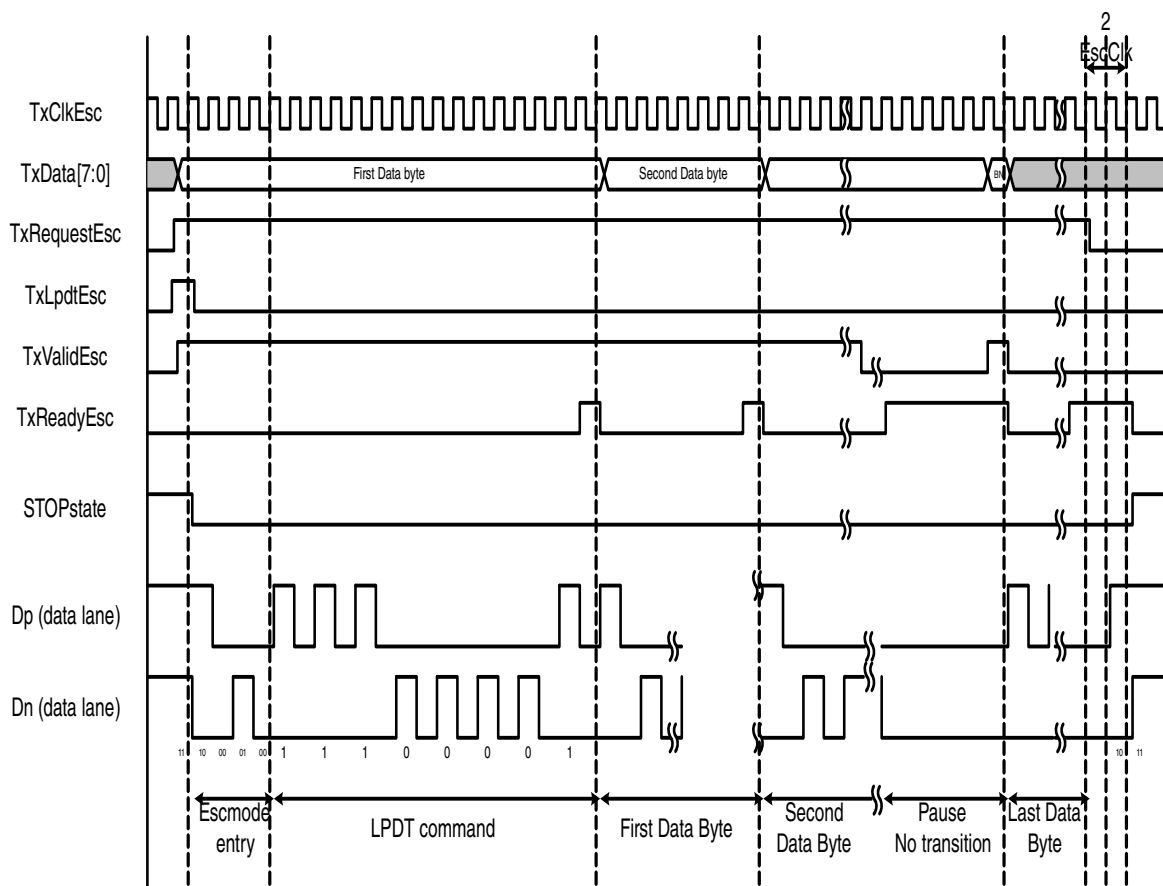 2
EscClk
TxClkEsc
TxData[7:0]
First Data byte
Second Data byte
BN
TxRequestEsc
TxLpdtEsc
TxValidEsc
TxReadyEsc
STOPstate
Dp (data lane)
Dn (data lane)
11 10 00 01 00 1 1 1 0 0 0 0 1 10 11
Escmode
entry
LPDT command
First Data Byte
Second
Data Byte
Pause
No transition
Last Data
Byte